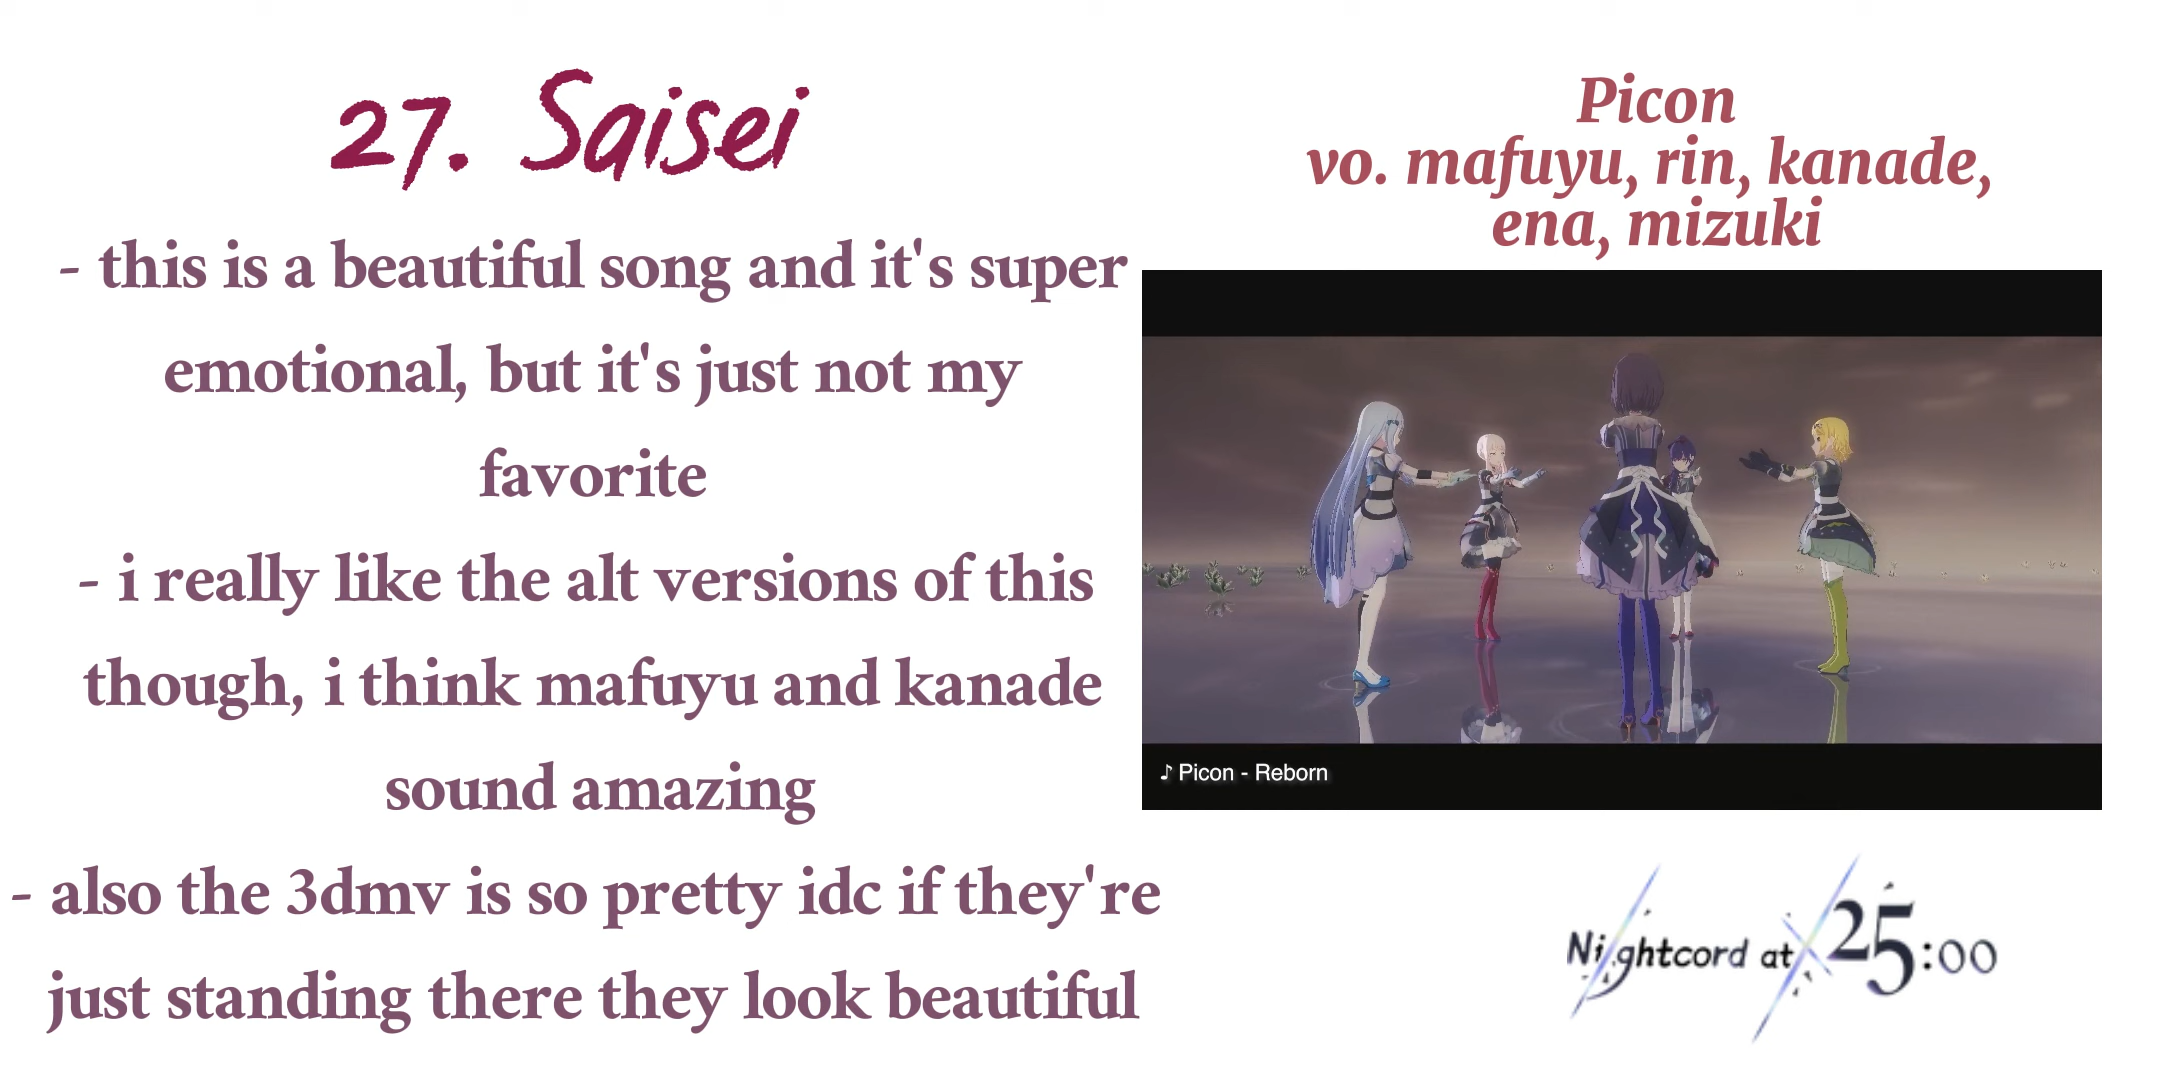 27. Saisei
- this is a beautiful song and it's super
emotional, but it's just not my
favorite
- i really like the alt versions of this
though, i think mafuyu and kanade
sound amazing
- also the 3dmv is so pretty idc if they're
just standing there they look beautiful
Picon
vo. mafuyu, rin, kanade,
ena, mizuki
♪ Picon - Reborn
Nightcord at 25:00